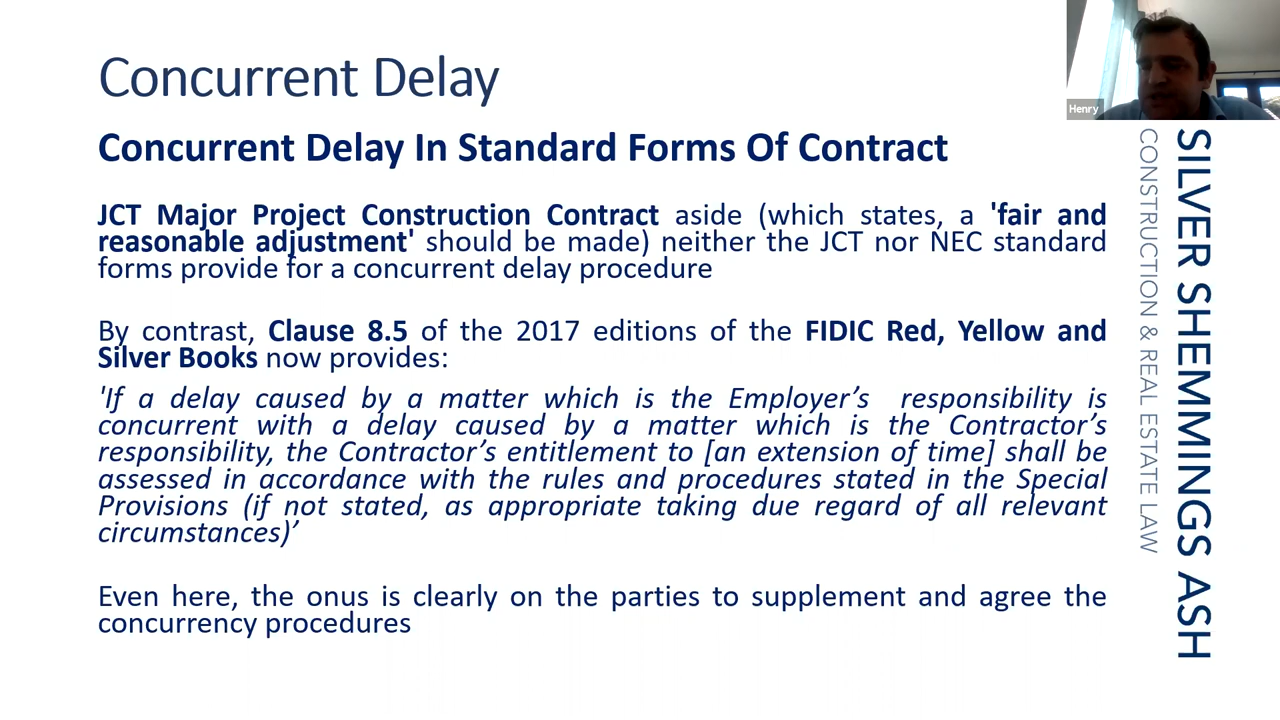 Concurrent Delay
Concurrent Delay In Standard Forms Of Contract
JCT Major Project Construction Contract aside (which states, a 'fair and
reasonable adjustment' should be made) neither the JCT nor NEC standard
forms provide for a concurrent delay procedure
By contrast, Clause 8.5 of the 2017 editions of the FIDIC Red, Yellow and
Silver Books now provides:
'If a delay caused by a matter which is the Employer’s responsibility is
concurrent with a delay caused by a matter which is the Contractor’s
responsibility, the Contractor’s entitlement to [an extension of time] shall be
assessed in accordance with the rules and procedures stated in the Special
Provisions (if not stated, as appropriate taking due regard of all relevant
circumstances)’
Even here, the onus is clearly on the parties to supplement and agree the
concurrency procedures
Henry
SILVER SHEMMINGS ASH
CONSTRUCTION & REAL ESTATE LAW